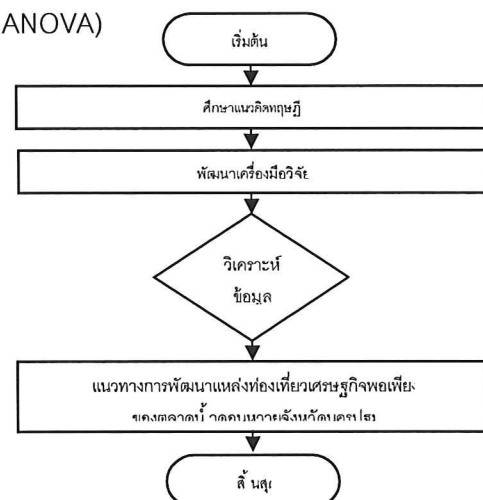 ANOVA)
เริ่มต้น
ศึกษาแนวคิดทฤษฎี
พัฒนาเครื่องมือวิจัย
วิเคราะห์
ข้อมูล
แนวทางการพัฒนาแหล่งท่องเที่ยวเศรษฐกิจพอเพียง
ของตลาดน้ำดอนหวายจังหวัดนครปฐม
สิ้นสุด